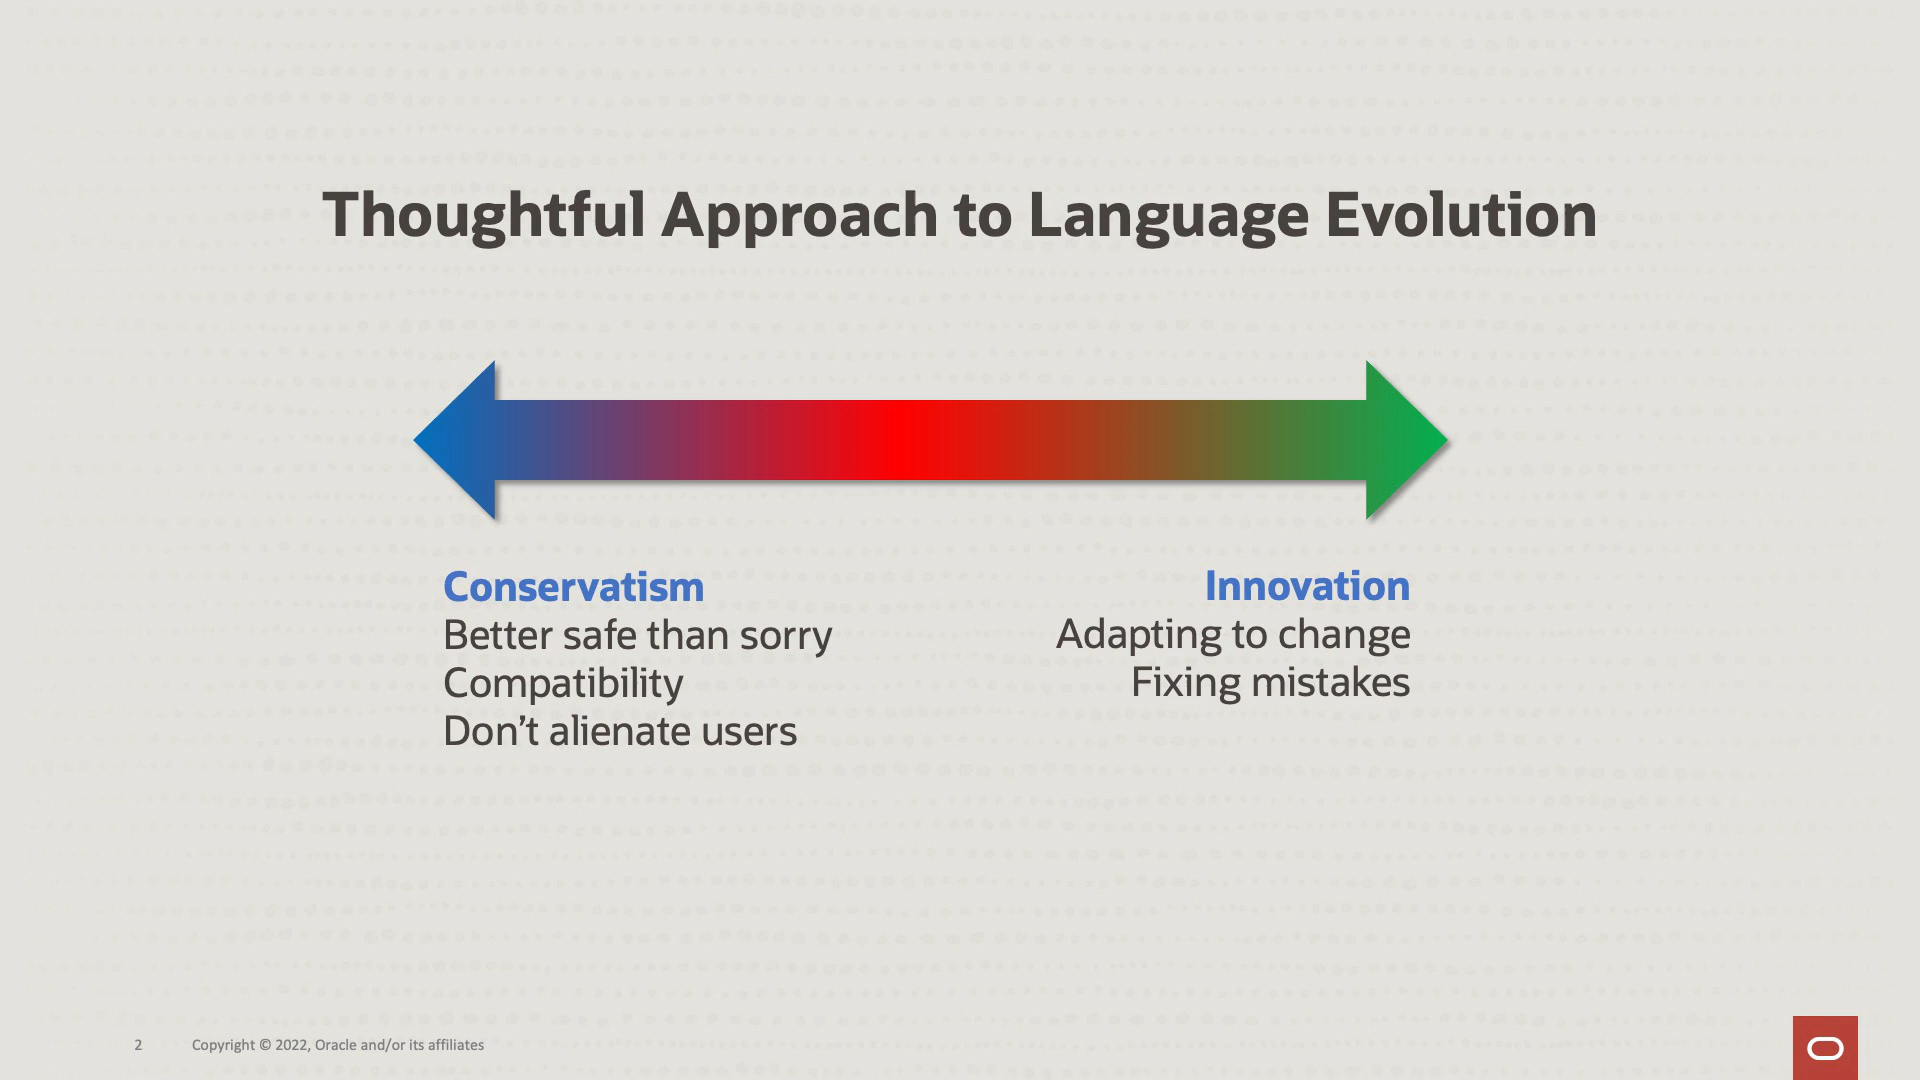 Thoughtful Approach to Language Evolution
Conservatism
Better safe than sorry
Compatibility
Don’t alienate users
Innovation
Adapting to change
Fixing mistakes
2
Copyright © 2022, Oracle and/or its affiliates